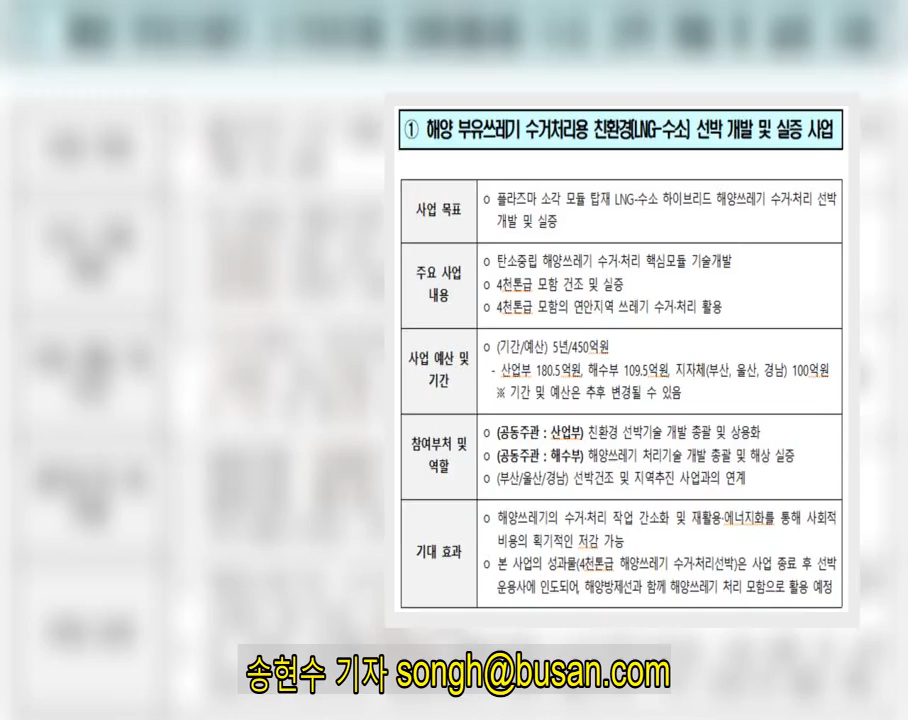 ① 해양 부유쓰레기 수거처리용 친환경(LNG-수소) 선박 개발 및 실증 사업
사업 목표
o 플라즈마 소각 모듈 탑재 LNG-수소 하이브리드 해양쓰레기 수거·처리 선박
개발 및 실증
주요 사업
내용
o 탄소중립 해양쓰레기 수거·처리 핵심모듈 기술개발
o 4천톤급 모함 건조 및 실증
o 4천톤급 모함의 연안지역 쓰레기 수거·처리 활용
사업 예산 및
기간
o (기간/예산) 5년/450억원
- 산업부 180.5억원, 해수부 109.5억원, 지자체(부산, 울산, 경남) 100억원
※ 기간 및 예산은 추후 변경될 수 있음
참여부처 및
역할
o (공동주관 : 산업부) 친환경 선박기술 개발 총괄 및 상용화
o (공동주관 : 해수부) 해양쓰레기 처리기술 개발 총괄 및 해상 실증
o (부산/울산/경남) 선박건조 및 지역추진 사업과의 연계
기대 효과
o 해양쓰레기의 수거·처리 작업 간소화 및 재활용·에너지화를 통해 사회적
비용의 획기적인 저감 가능
o 본 사업의 성과물(4천톤급 해양쓰레기 수거·처리선박)은 사업 종료 후 선박
운용사에 인도되어, 해양방제선과 함께 해양쓰레기 처리 모함으로 활용 예정
송현수 기자 songh@busan.com